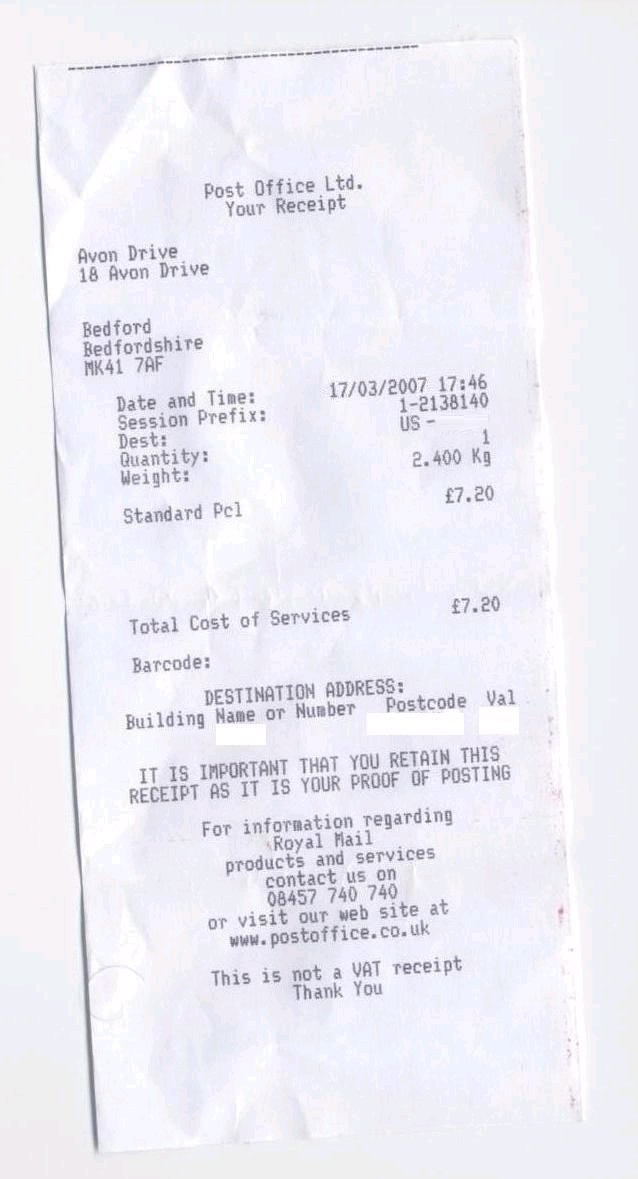 Post Office Ltd.
Your Receipt
Avon Drive
18 Avon Drive
Bedford
Bedfordshire
MK41 7AF
Date and Time: 17/03/2007 17:46
Session Prefix: 1-2138140
Dest: US -
Quantity: 1
Weight: 2.400 Kg
Standard Pcl £7.20
Total Cost of Services £7.20
Barcode:
DESTINATION ADDRESS:
Building Name or Number Postcode Val
IT IS IMPORTANT THAT YOU RETAIN THIS
RECEIPT AS IT IS YOUR PROOF OF POSTING
For information regarding
Royal Mail
products and services
contact us on
08457 740 740
or visit our web site at
www.postoffice.co.uk
This is not a VAT receipt
Thank You